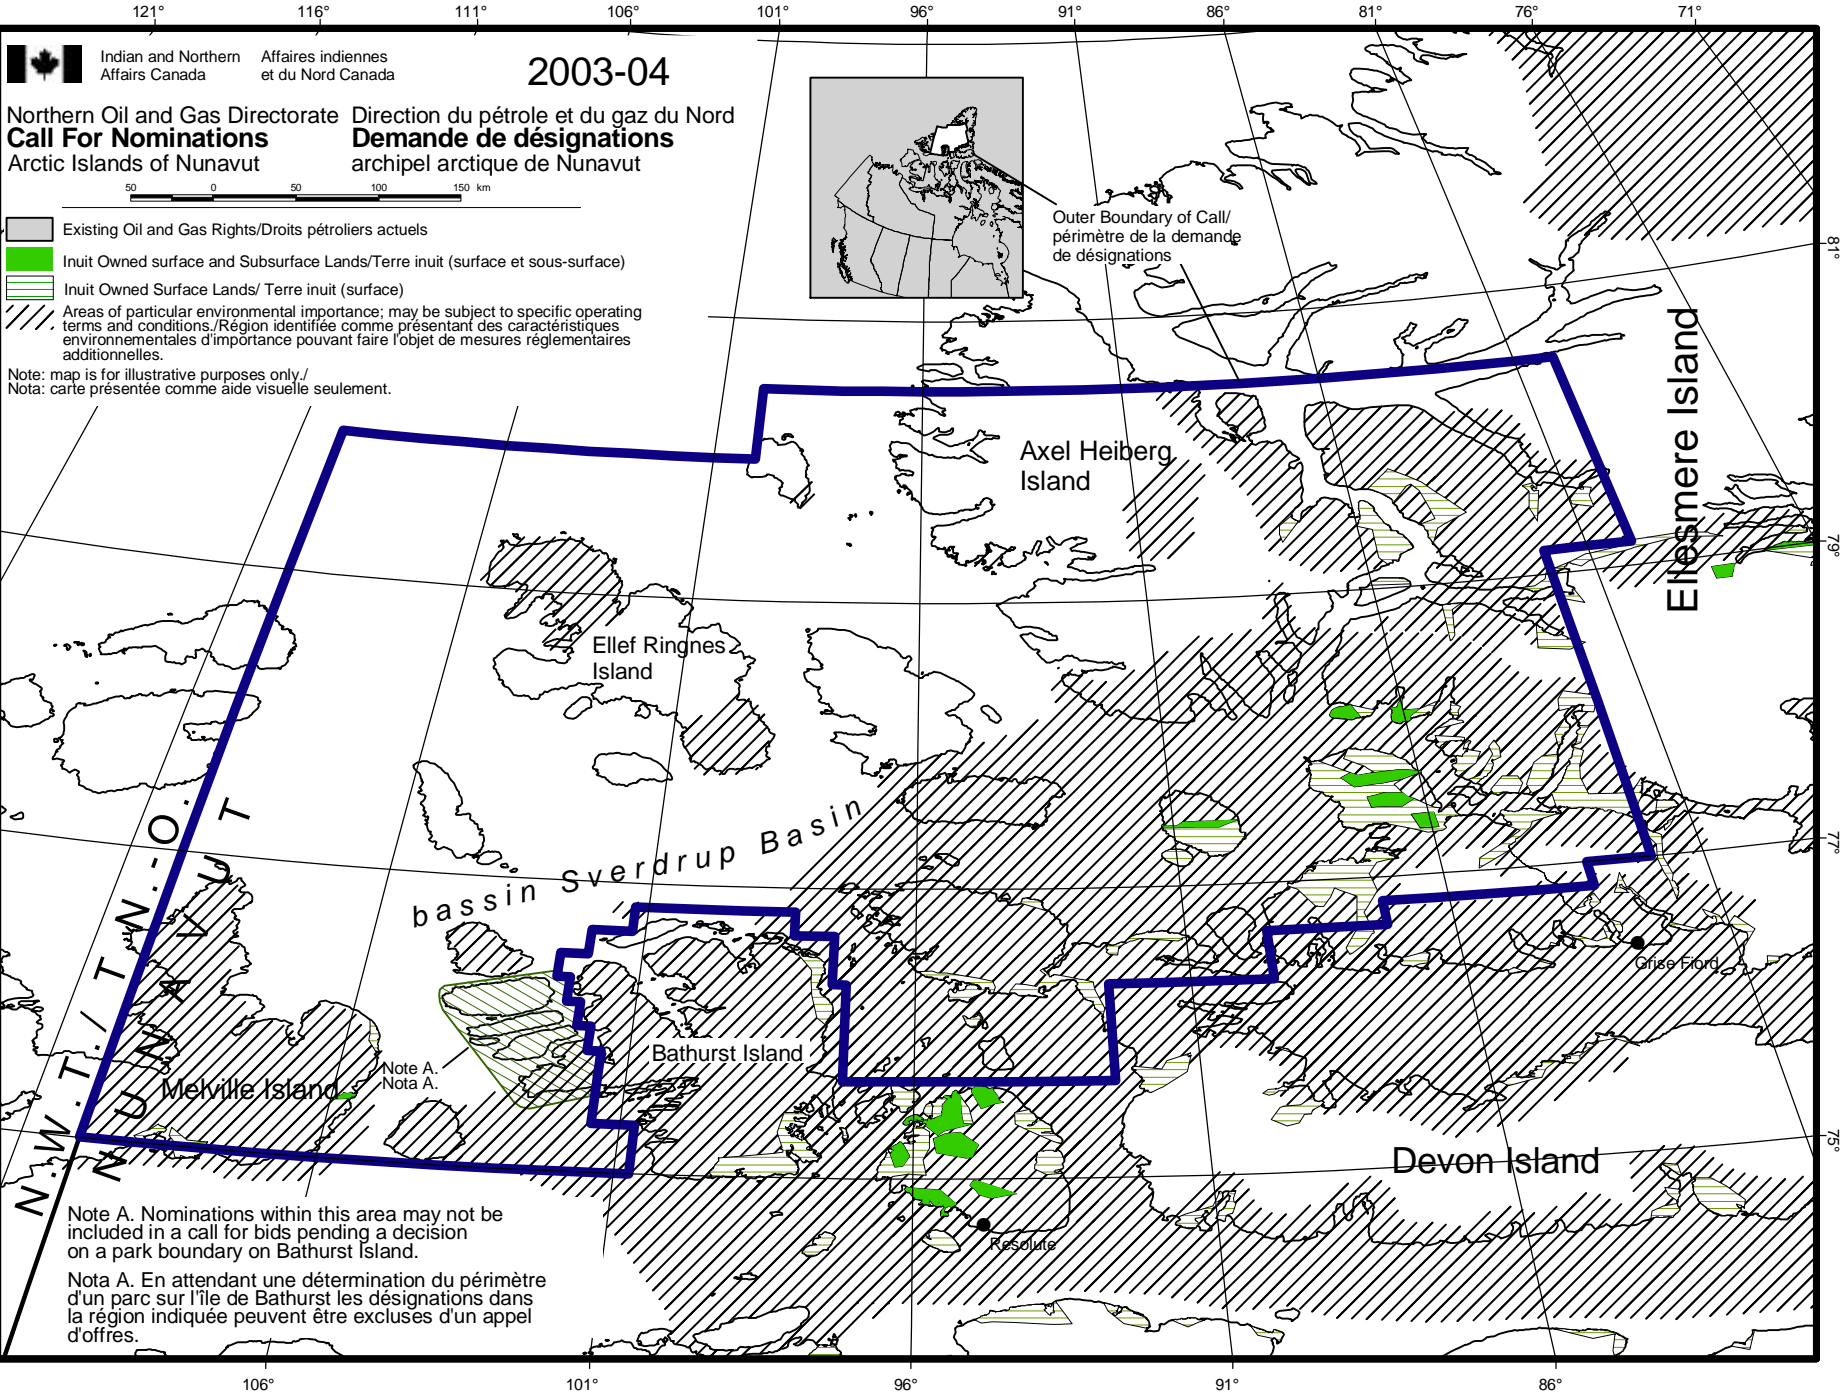 121° 116° 111° 106° 101° 96° 91° 86° 81° 76° 71°
Indian and Northern
Affairs Canada
Affaires indiennes
et du Nord Canada
2003-04
Northern Oil and Gas Directorate
Call For Nominations
Arctic Islands of Nunavut
Direction du pétrole et du gaz du Nord
Demande de désignations
archipel arctique de Nunavut
50 0 50 100 150 km
Existing Oil and Gas Rights/Droits pétroliers actuels
Inuit Owned surface and Subsurface Lands/Terre inuit (surface et sous-surface)
Inuit Owned Surface Lands/ Terre inuit (surface)
Areas of particular environmental importance; may be subject to specific operating
terms and conditions./Région identifiée comme présentant des caractéristiques
environnementales d'importance pouvant faire l'objet de mesures réglementaires
additionnelles.
Note: map is for illustrative purposes only./
Nota: carte présentée comme aide visuelle seulement.
Outer Boundary of Call/
périmètre de la demande
de désignations
81°
Ellesmere Island
Axel Heiberg
Island
79°
Ellef Ringnes
Island
bassin Sverdrup Basin
77°
N.W.T./T.N.-O.
NUNAVUT
Grise Fiord
Bathurst Island
Note A.
Nota A.
Melville Island
75°
Devon Island
Resolute
Note A. Nominations within this area may not be
included in a call for bids pending a decision
on a park boundary on Bathurst Island.
Nota A. En attendant une détermination du périmètre
d'un parc sur l'île de Bathurst les désignations dans
la région indiquée peuvent être excluses d'un appel
d'offres.
106° 101° 96° 91° 86°